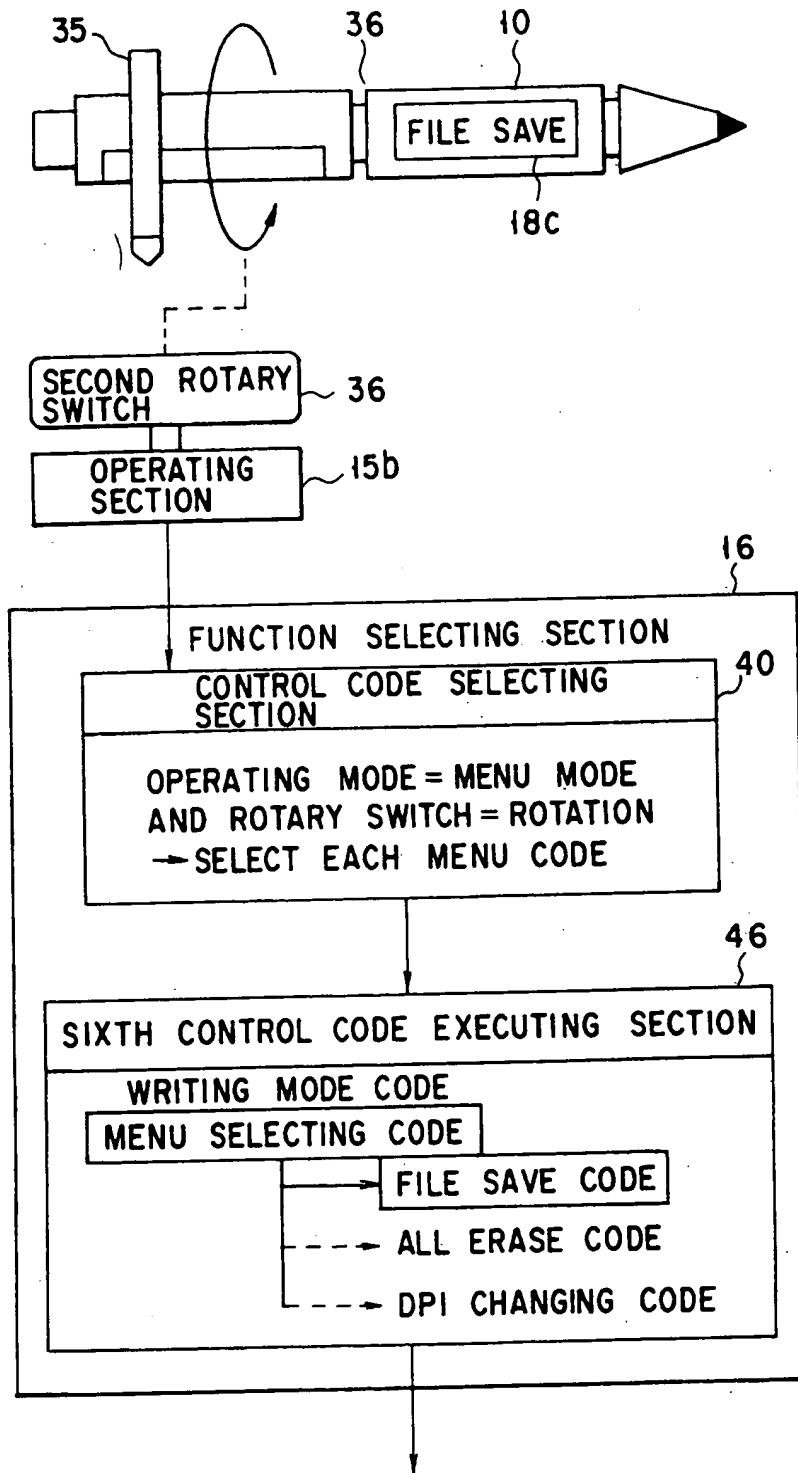 35
36
10
FILE SAVE
18c
SECOND ROTARY
SWITCH
36
OPERATING
SECTION
15b
16
FUNCTION SELECTING SECTION
40
CONTROL CODE SELECTING
SECTION
OPERATING MODE = MENU MODE
AND ROTARY SWITCH = ROTATION
→ SELECT EACH MENU CODE
46
SIXTH CONTROL CODE EXECUTING SECTION
WRITING MODE CODE
MENU SELECTING CODE
FILE SAVE CODE
ALL ERASE CODE
DPI CHANGING CODE